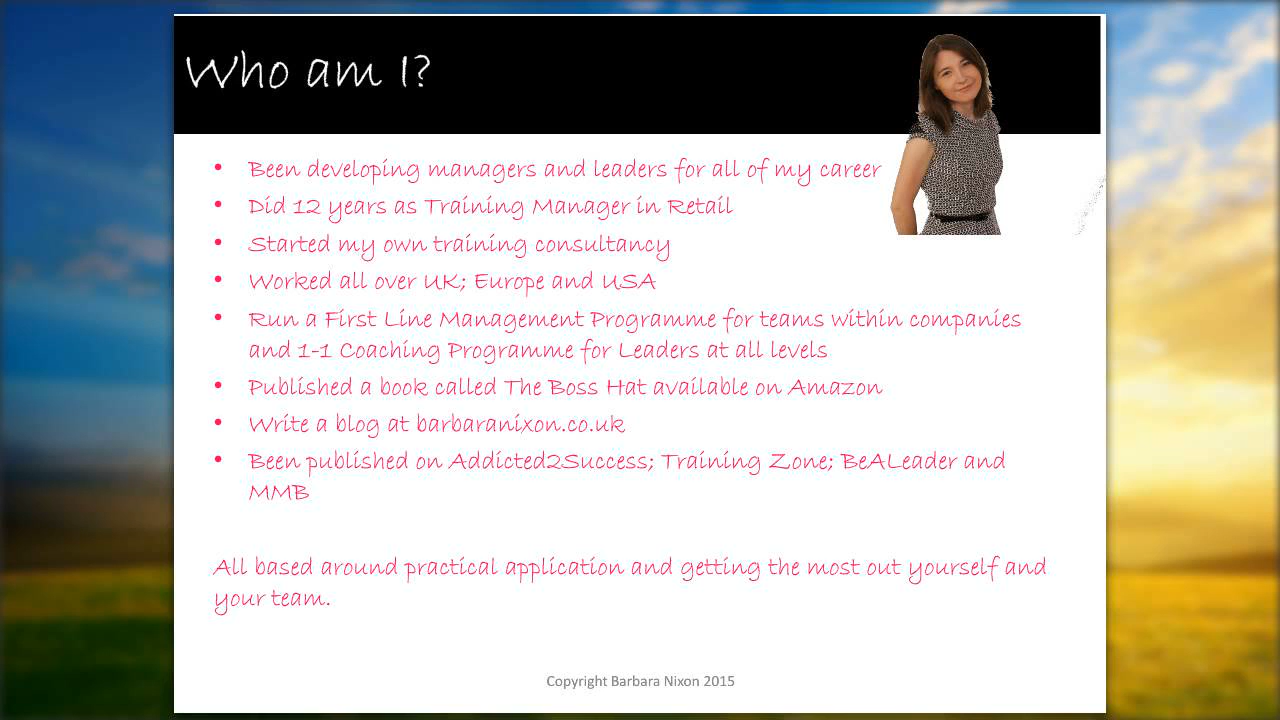 Who am I?
• Been developing managers and leaders for all of my career
• Did 12 years as Training Manager in Retail
• Started my own training consultancy
• Worked all over UK; Europe and USA
• Run a First Line Management Programme for teams within companies
and 1-1 Coaching Programme for Leaders at all levels
• Published a book called The Boss Hat available on Amazon
• Write a blog at barbaranixon.co.uk
• Been published on Addicted2Success; Training Zone; BeALeader and
MMB
All based around practical application and getting the most out yourself and
your team.
Copyright Barbara Nixon 2015